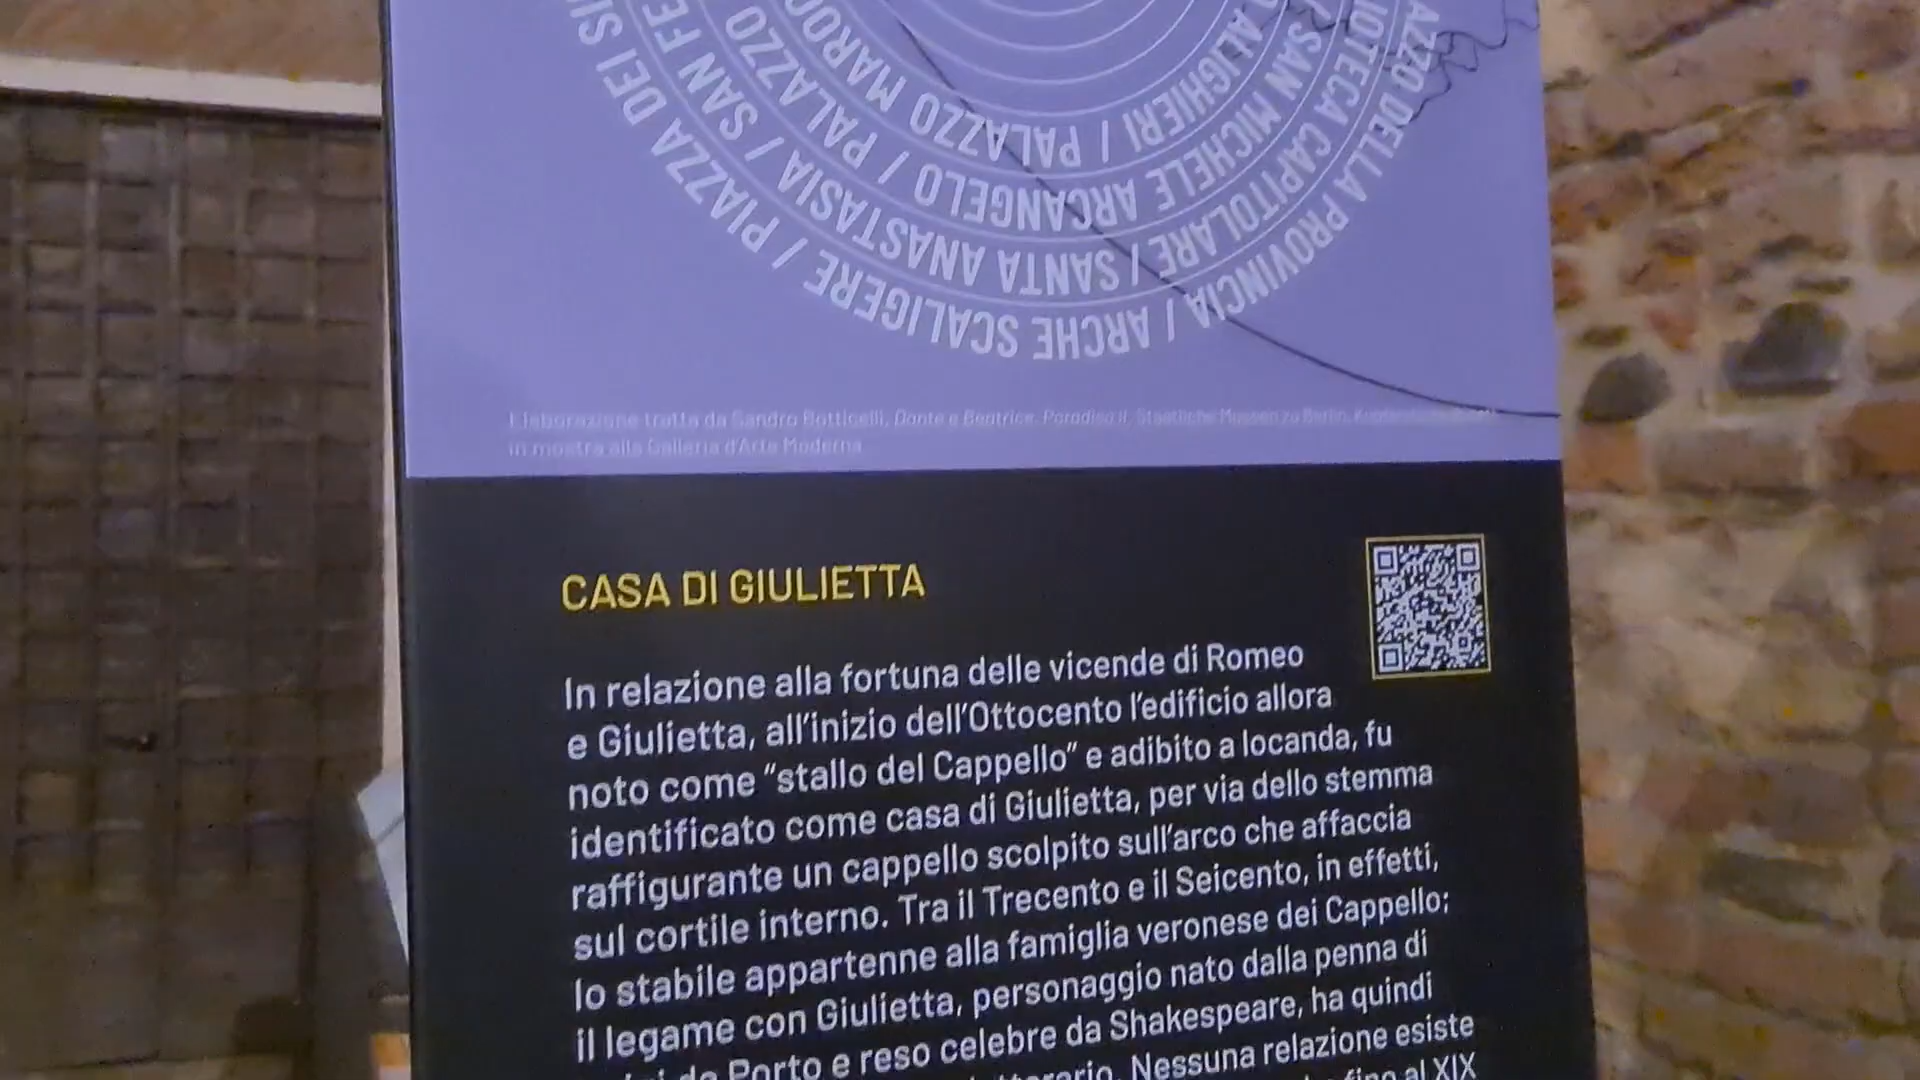 PIAZZA DEI
ARCHE SCALIGERE / PIAZZA DEI
AZZO DELLA PROVINCIA /
/ SAN FE
SANTA ANASTASIA /
IOTECA CAPITOLARE /
PALAZZO
SAN MICHELE ARCANGELO / PALAZZO
ALIGHIERI / PALAZZO MAROC
Elaborazione tratta da Sandro Botticelli, Dante e Beatrice. Paradiso II, Staatliche Museen zu Berlin,
in mostra alla Galleria d'Arte Moderna
CASA DI GIULIETTA
In relazione alla fortuna delle vicende di Romeo
e Giulietta, all'inizio dell'Ottocento l'edificio allora
noto come "stallo del Cappello" e adibito a locanda, fu
identificato come casa di Giulietta, per via dello stemma
raffigurante un cappello scolpito sull'arco che affaccia
sul cortile interno. Tra il Trecento e il Seicento, in effetti,
lo stabile appartenne alla famiglia veronese dei Cappello;
il legame con Giulietta, personaggio nato dalla penna di
da Porto e reso celebre da Shakespeare, ha quindi
Nessuna relazione esiste
fino al XIX